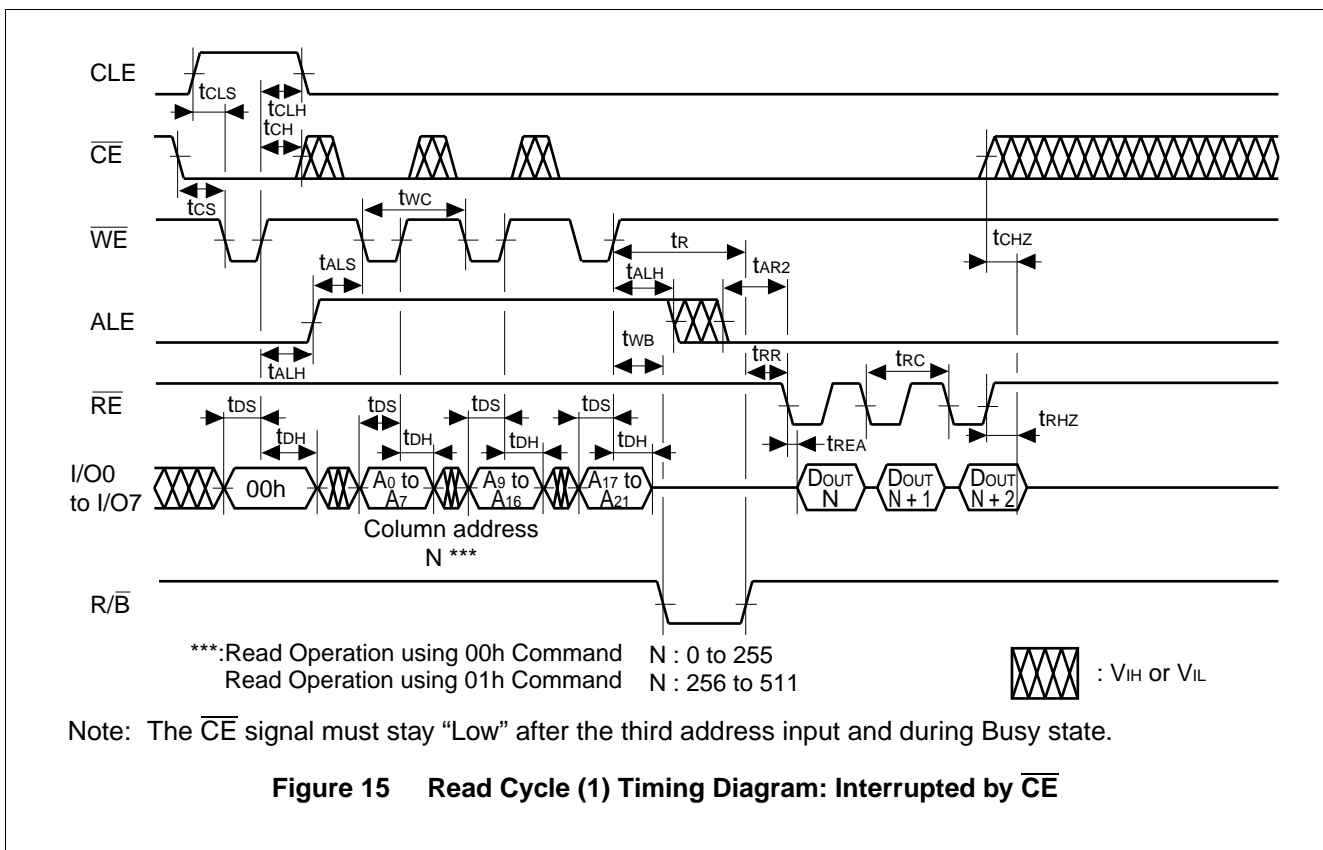 CLE
tCLS
tCLH
tCH
CE
tCS
tWC
WE
tR
tCHZ
tALS
tALH
tAR2
ALE
tWB
tALH
tRR
tRC
RE
tDS
tDS
tDS
tDS
tDH
tDH
tDH
tDH
tREA
tRHZ
I/O0
to I/O7
00h
A0 to
A7
A9 to
A16
A17 to
A21
DOUT
N
DOUT
N + 1
DOUT
N + 2
Column address
N ***
R/B
***:Read Operation using 00h Command N : 0 to 255
Read Operation using 01h Command N : 256 to 511
: VIH or VIL
Note: The CE signal must stay “Low” after the third address input and during Busy state.
Figure 15 Read Cycle (1) Timing Diagram: Interrupted by CE